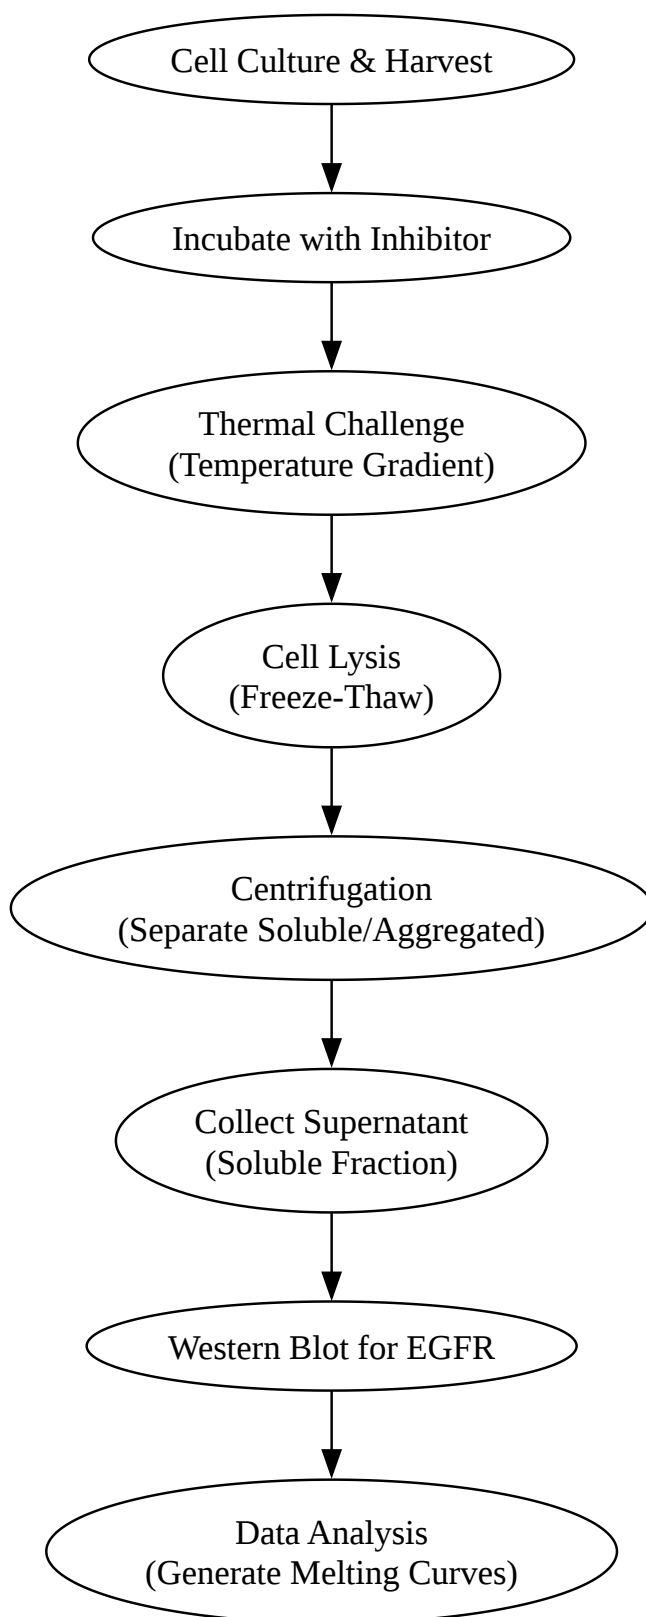 Cell Culture & Harvest
Incubate with Inhibitor
Thermal Challenge
(Temperature Gradient)
Cell Lysis
(Freeze-Thaw)
Centrifugation
(Separate Soluble/Aggregated)
Collect Supernatant
(Soluble Fraction)
Western Blot for EGFR
Data Analysis
(Generate Melting Curves)